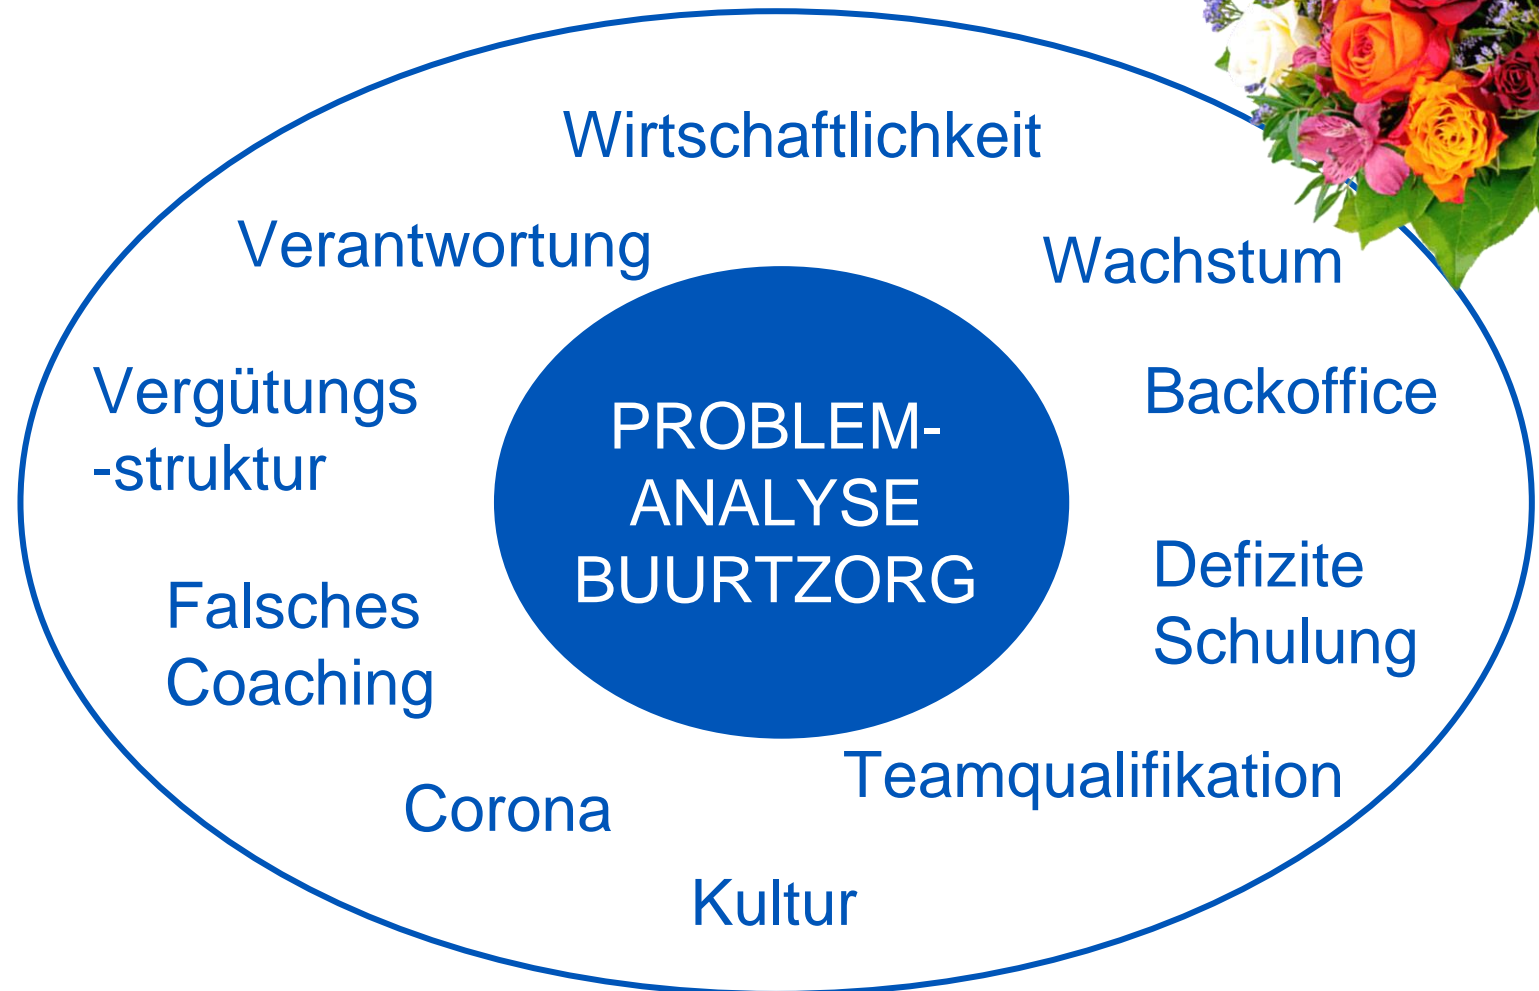 Wirtschaftlichkeit
Verantwortung
Wachstum
Vergütungs
-struktur
Backoffice
PROBLEM-
ANALYSE
BUURTZORG
Defizite
Schulung
Falsches
Coaching
Teamqualifikation
Corona
Kultur